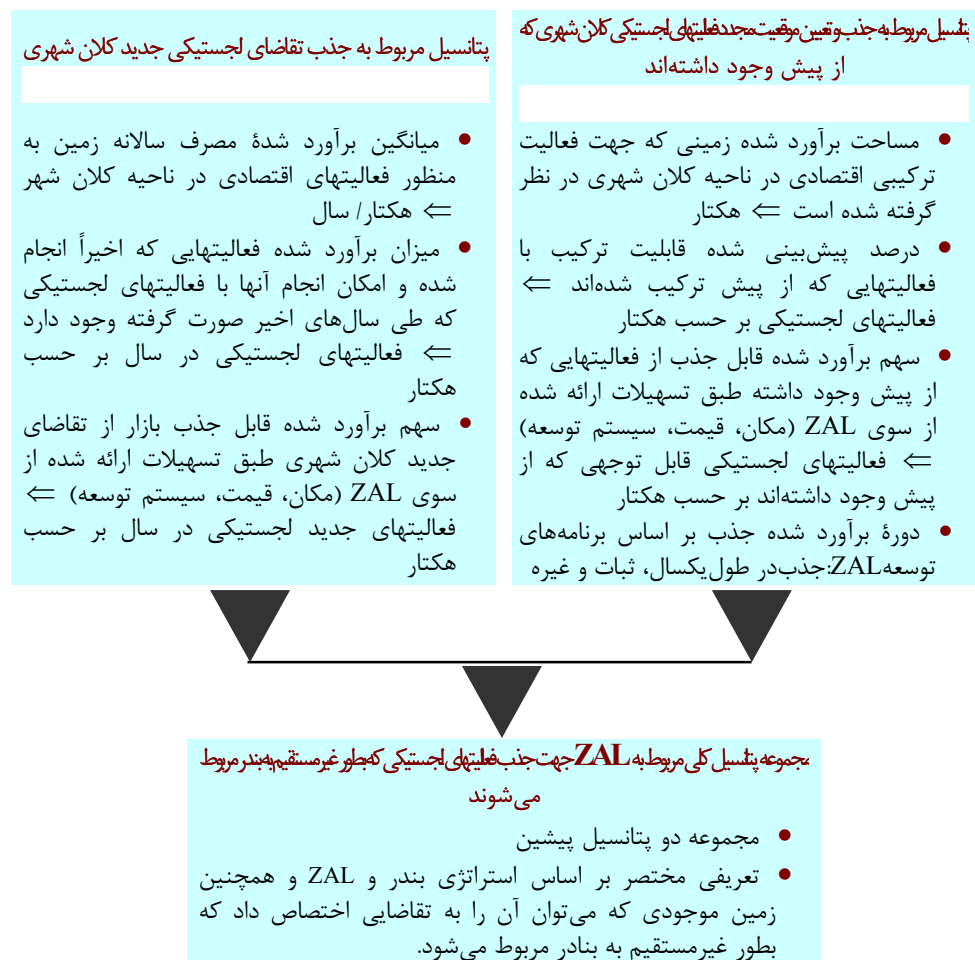 پتانسیل مربوط به جذب و تعیین موقعیت مجدد فعالیتهای لجستیکی کلان شهری که
از پیش وجود داشته‌اند
• مساحت برآورد شده زمینی که جهت فعالیت
ترکیبی اقتصادی در ناحیه کلان شهری در نظر
گرفته شده است ⇐ هکتار
• درصد پیش‌بینی شده قابلیت ترکیب با
فعالیتهایی که از پیش ترکیب شده‌اند ⇐
فعالیتهای لجستیکی بر حسب هکتار
• سهم برآورد شده قابل جذب از فعالیتهایی که
از پیش وجود داشته طبق تسهیلات ارائه شده
از سوی ZAL (مکان، قیمت، سیستم توسعه)
⇐ فعالیتهای لجستیکی قابل توجهی که از
پیش وجود داشته‌اند بر حسب هکتار
• دورۀ برآورد شده جذب بر اساس برنامه‌های
توسعه ZAL: جذب در طول یکسال، ثبات و غیره
پتانسیل مربوط به جذب تقاضای لجستیکی جدید کلان شهری
• میانگین برآورد شدۀ مصرف سالانه زمین به
منظور فعالیتهای اقتصادی در ناحیه کلان شهر
⇐ هکتار/ سال
• میزان برآورد شده فعالیتهایی که اخیراً انجام
شده و امکان انجام آنها با فعالیتهای لجستیکی
که طی سال‌های اخیر صورت گرفته وجود دارد
⇐ فعالیتهای لجستیکی در سال بر حسب
هکتار
• سهم برآورد شده قابل جذب بازار از تقاضای
جدید کلان شهری طبق تسهیلات ارائه شده از
سوی ZAL (مکان، قیمت، سیستم توسعه) ⇐
فعالیتهای جدید لجستیکی در سال بر حسب
هکتار
مجموعه پتانسیل کلی مربوط به ZAL جهت جذب فعالیتهای لجستیکی که بطور غیرمستقیم به بندر مربوط
می‌شوند
• مجموعه دو پتانسیل پیشین
• تعریفی مختصر بر اساس استراتژی بندر و ZAL و همچنین
زمین موجودی که می‌توان آن را به تقاضایی اختصاص داد که
بطور غیرمستقیم به بنادر مربوط می‌شود.